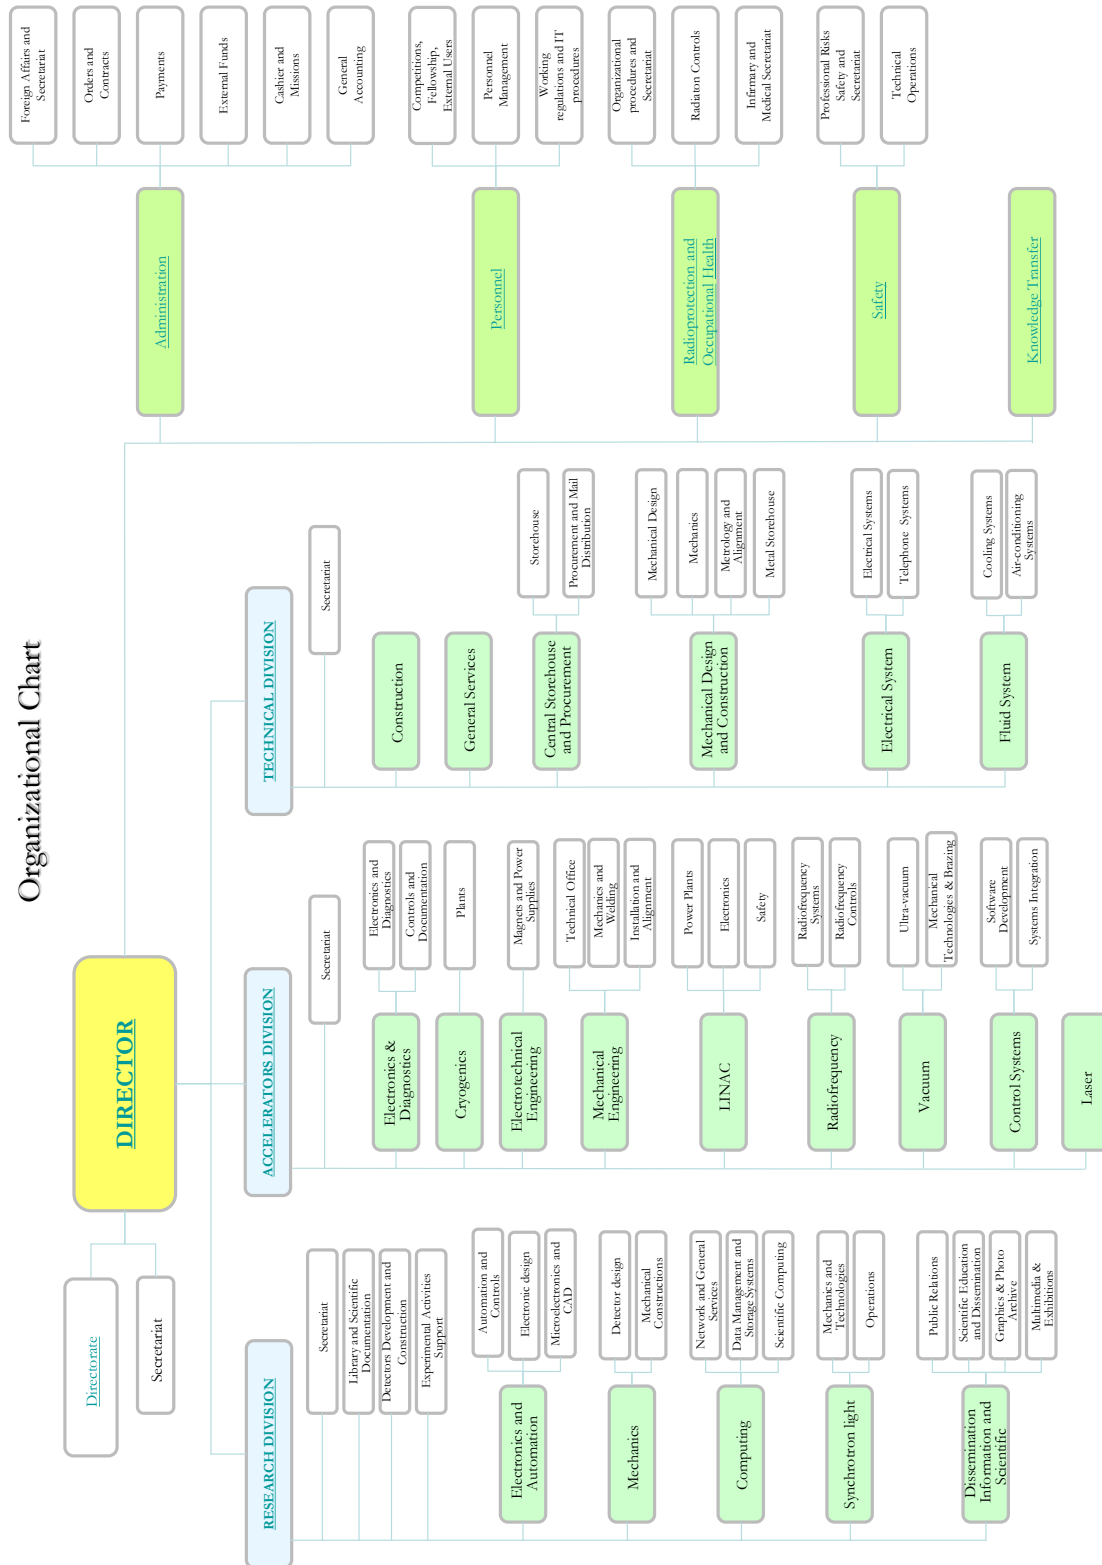 Organizational Chart
DIRECTOR
Directorate
Secretariat
RESEARCH DIVISION
Secretariat
Library and Scientific
Documentation
Detectors Development and
Construction
Experimental Activities
Support
Electronics and
Automation
Automation and
Controls
Electronic design
Microelectronics and
CAD
Mechanics
Detector design
Mechanical
Constructions
Computing
Network and General
Services
Data Management and
Storage Systems
Scientific Computing
Synchrotron light
Mechanics and
Technologies
Operations
Dissemination
Information and
Scientific
Public Relations
Scientific Education
and Dissemination
Graphics & Photo
Archive
Multimedia &
Exhibitions
ACCELERATORS DIVISION
Secretariat
Electronics &
Diagnostics
Electronics and
Diagnostics
Controls and
Documentation
Cryogenics
Plants
Electrotechnical
Engineering
Magnets and Power
Supplies
Mechanical
Engineering
Technical Office
Mechanics and
Welding
Installation and
Alignment
LINAC
Power Plants
Electronics
Safety
Radiofrequency
Radiofrequency
Systems
Radiofrequency
Controls
Vacuum
Ultra-vacuum
Mechanical
Technologies & Brazing
Control Systems
Software
Development
Systems Integration
Laser
TECHNICAL DIVISION
Secretariat
Construction
General Services
Central Storehouse
and Procurement
Storehouse
Procurement and Mail
Distribution
Mechanical Design
and Construction
Mechanical Design
Mechanics
Metrology and
Alignment
Metal Storehouse
Electrical System
Electrical Systems
Telephone Systems
Fluid System
Cooling Systems
Air-conditioning
Systems
Administration
Foreign Affairs and
Secretariat
Orders and
Contracts
Payments
External Funds
Cashier and
Missions
General
Accounting
Personnel
Competitions,
Fellowship,
External Users
Personnel
Management
Working
regulations and IT
procedures
Radioprotection and
Occupational Health
Organizational
procedures and
Secretariat
Radiaton Controls
Infirmary and
Medical Secretariat
Safety
Professional Risks
Safety and
Secretariat
Technical
Operations
Knowledge Transfer